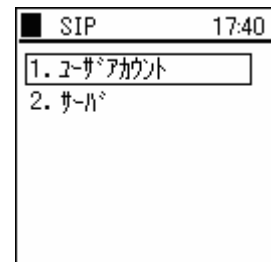 SIP 17:40
1. ﾕｰｻﾞｱｶｳﾝﾄ
2. ｻｰﾊﾞ